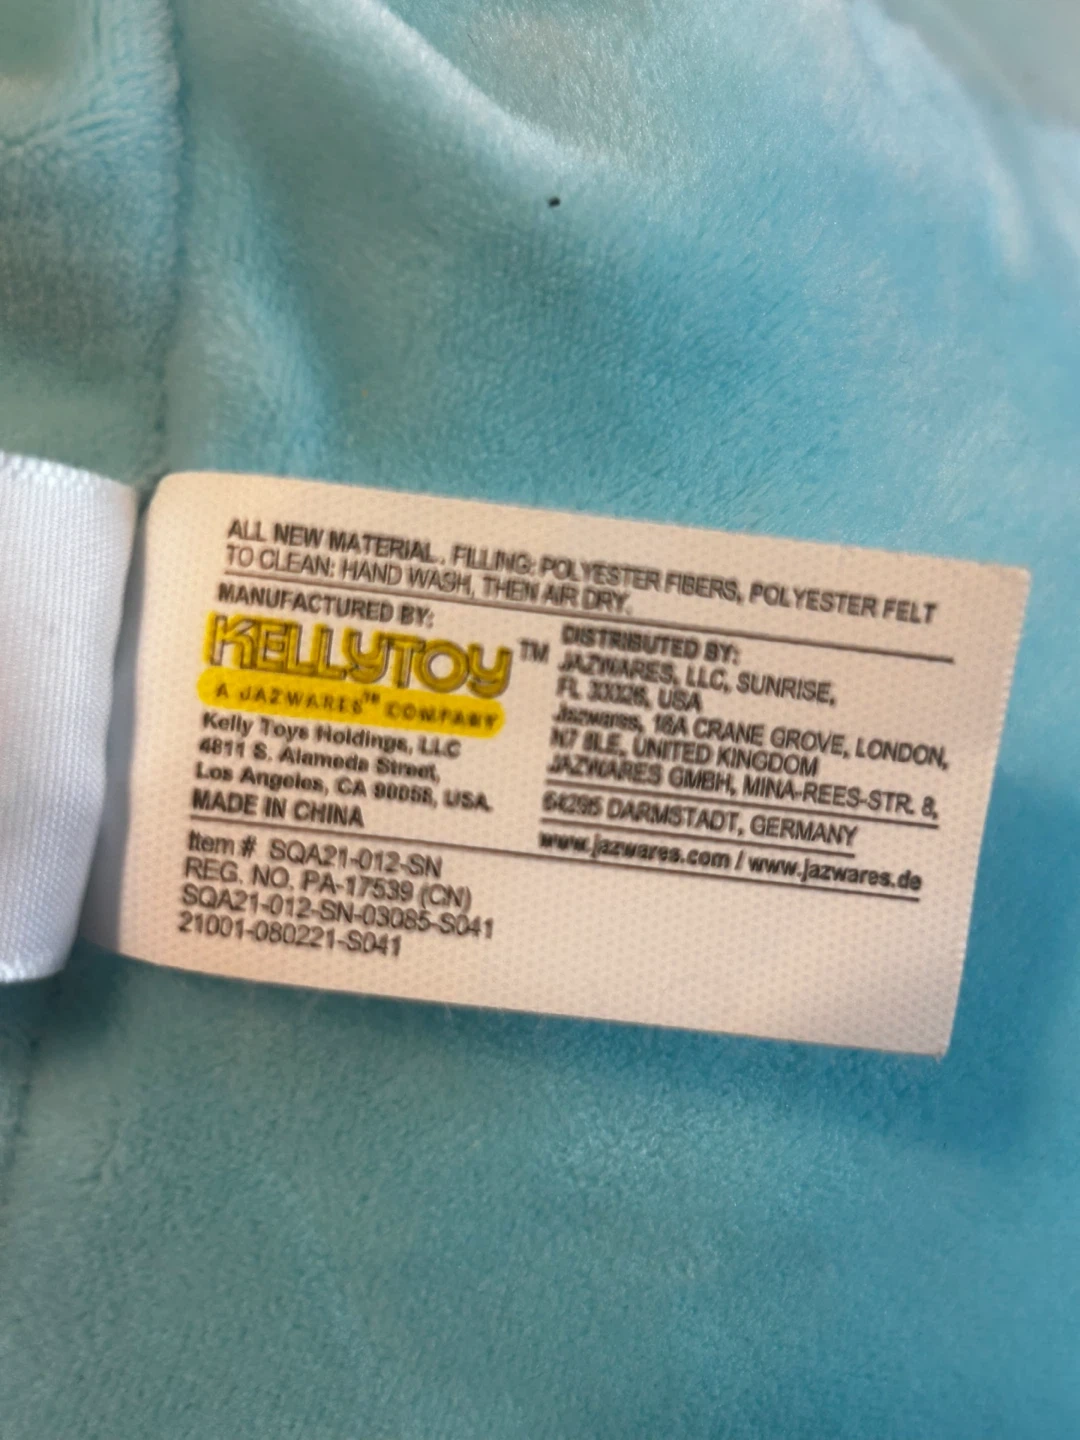 ALL NEW MATERIAL. FILLING: POLYESTER FIBERS, POLYESTER FELT
TO CLEAN: HAND WASH, THEN AIR DRY.
MANUFACTURED BY:
KELLYTOY™
A JAZWARES™ COMPANY
Kelly Toys Holdings, LLC
4811 S. Alameda Street,
Los Angeles, CA 90058, USA.
MADE IN CHINA
Item # SQA21-012-SN
REG. NO. PA-17539 (CN)
SQA21-012-SN-03085-S041
21001-080221-S041
DISTRIBUTED BY:
JAZWARES, LLC, SUNRISE,
FL USA
Jazwares, 16A CRANE GROVE, LONDON,
N7 8LE, UNITED KINGDOM
JAZWARES GMBH, MINA-REES-STR. 8,
64295 DARMSTADT, GERMANY
www.jazwares.com / www.jazwares.de